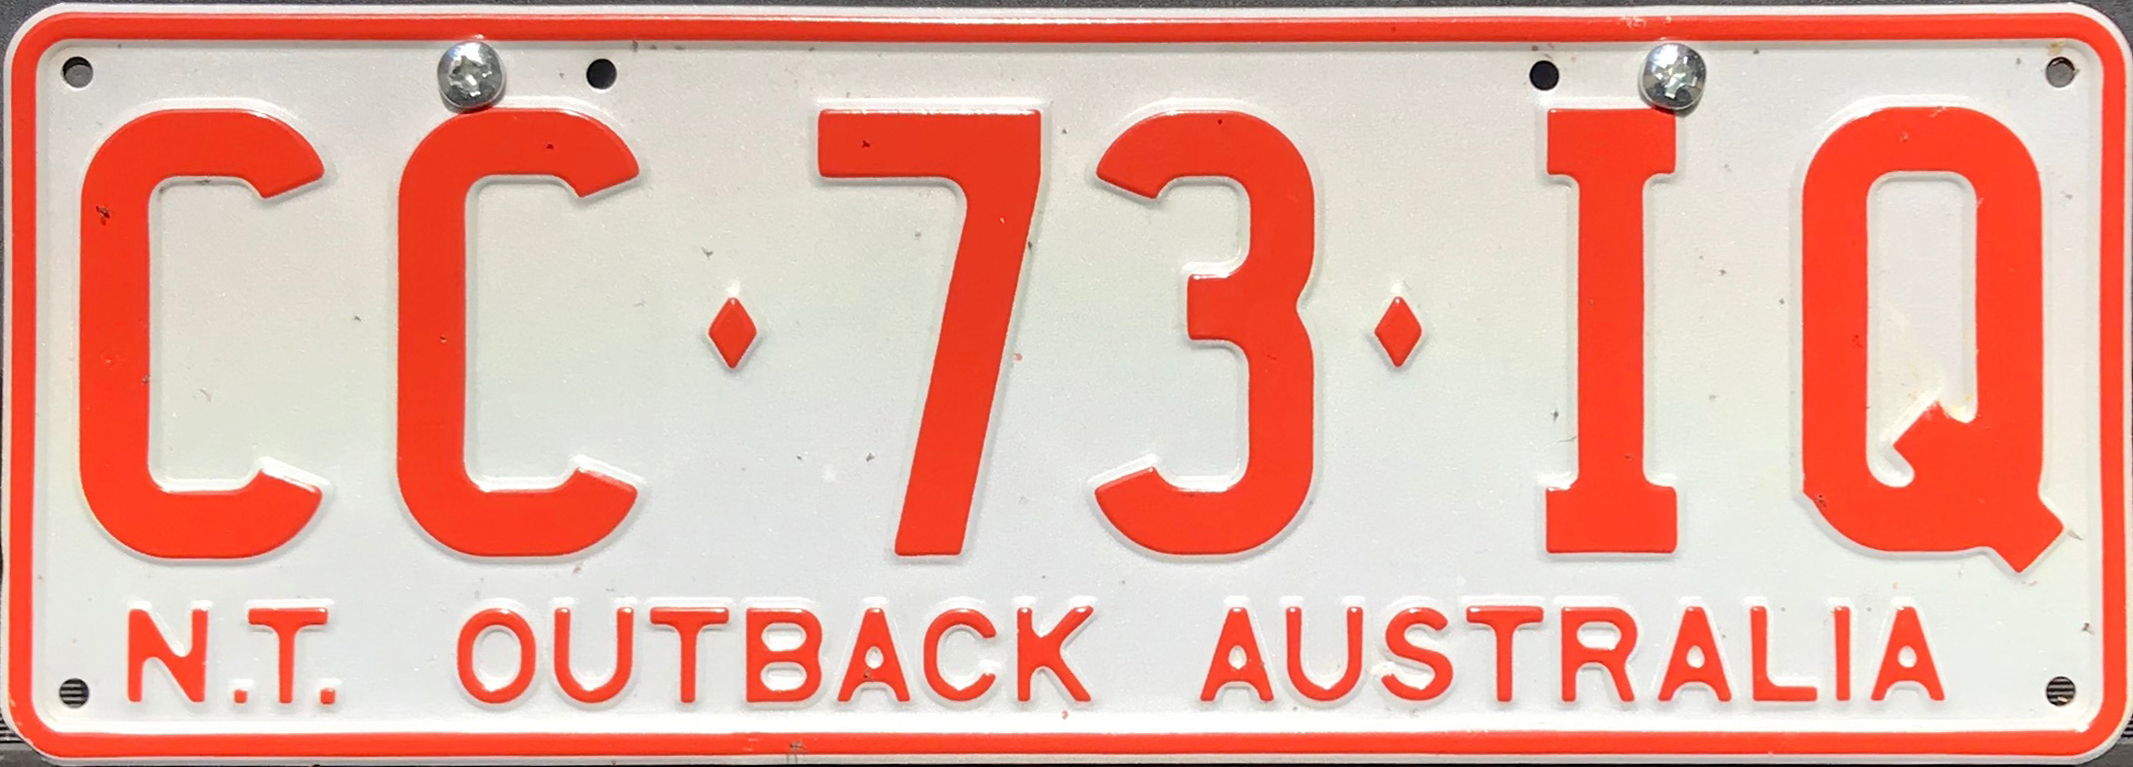 CC♦73♦IQ
N.T. OUTBACK AUSTRALIA